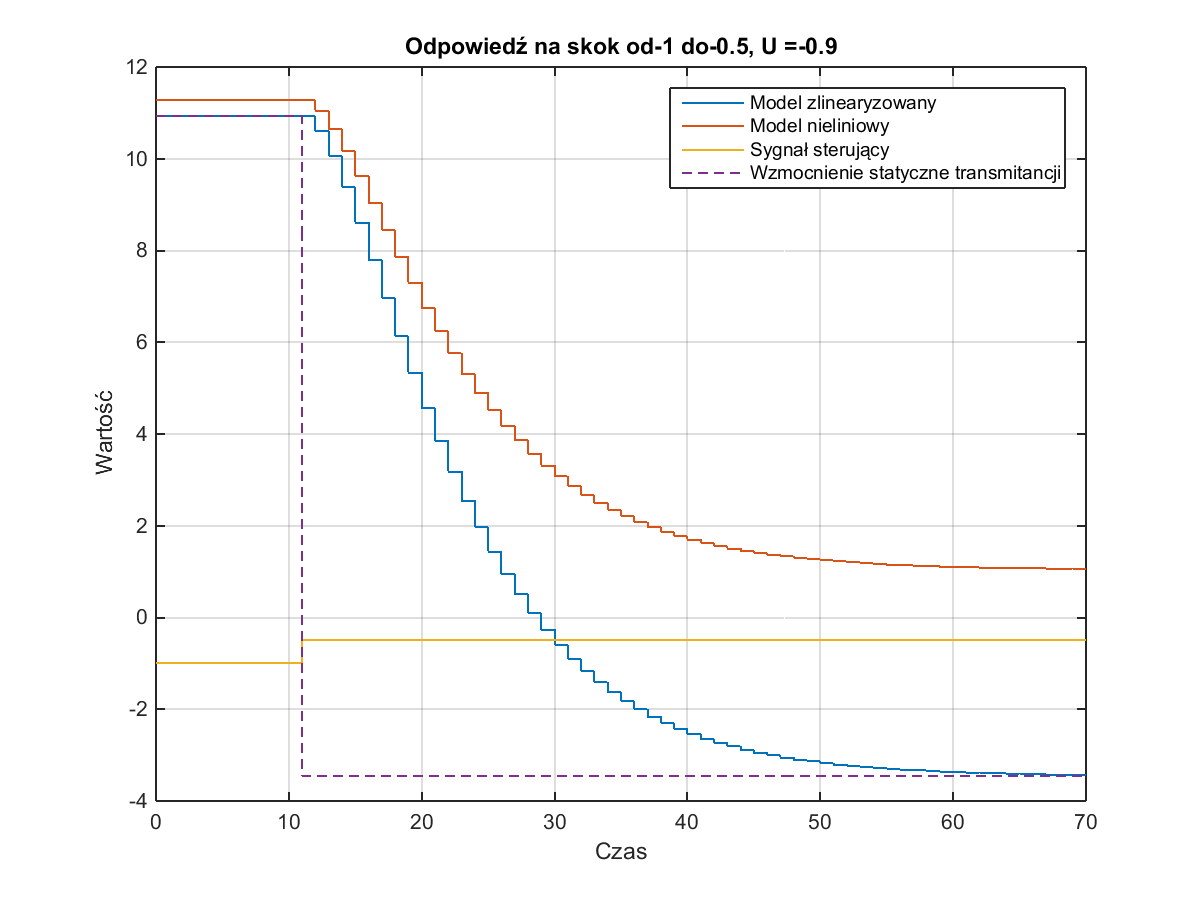 Odpowiedź na skok od-1 do-0.5, U =-0.9
12
10
8
6
4
2
0
-2
-4
Wartość
Model zlinearyzowany
Model nieliniowy
Sygnał sterujący
Wzmocnienie statyczne transmitancji
0 10 20 30 40 50 60 70
Czas